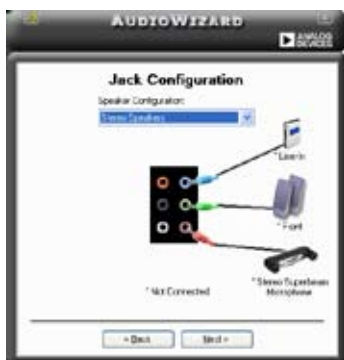 AUDIOWIZARD
ANALOG
DEVICES
Jack Configuration
Speaker Configuration:
Stereo Speakers
* Line-In
* Front
* Stereo Superbeam
Microphone
* Not Connected
< Back
Next >